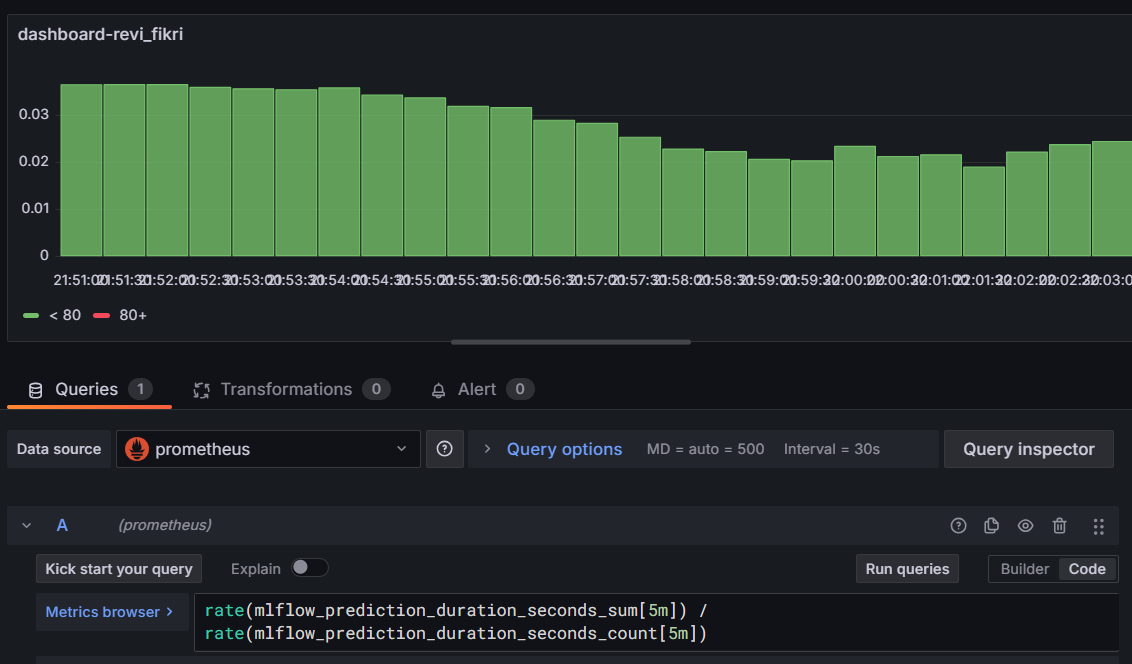 dashboard-revi_fikri
0.03
0.02
0.01
0
21:51:00 21:51:30 21:52:00 21:52:30 21:53:00 21:53:30 21:54:00 21:54:30 21:55:00 21:55:30 21:56:00 21:56:30 21:57:00 21:57:30 21:58:00 21:58:30 21:59:00 21:59:30 22:00:00 22:00:30 22:01:00 22:01:30 22:02:00 22:02:30 22:03:0
< 80 80+
Queries 1 Transformations 0 Alert 0
Data source prometheus Query options MD = auto = 500 Interval = 30s Query inspector
A (prometheus)
Kick start your query Explain Run queries Builder Code
Metrics browser > rate(mlflow_prediction_duration_seconds_sum[5m]) /
rate(mlflow_prediction_duration_seconds_count[5m])